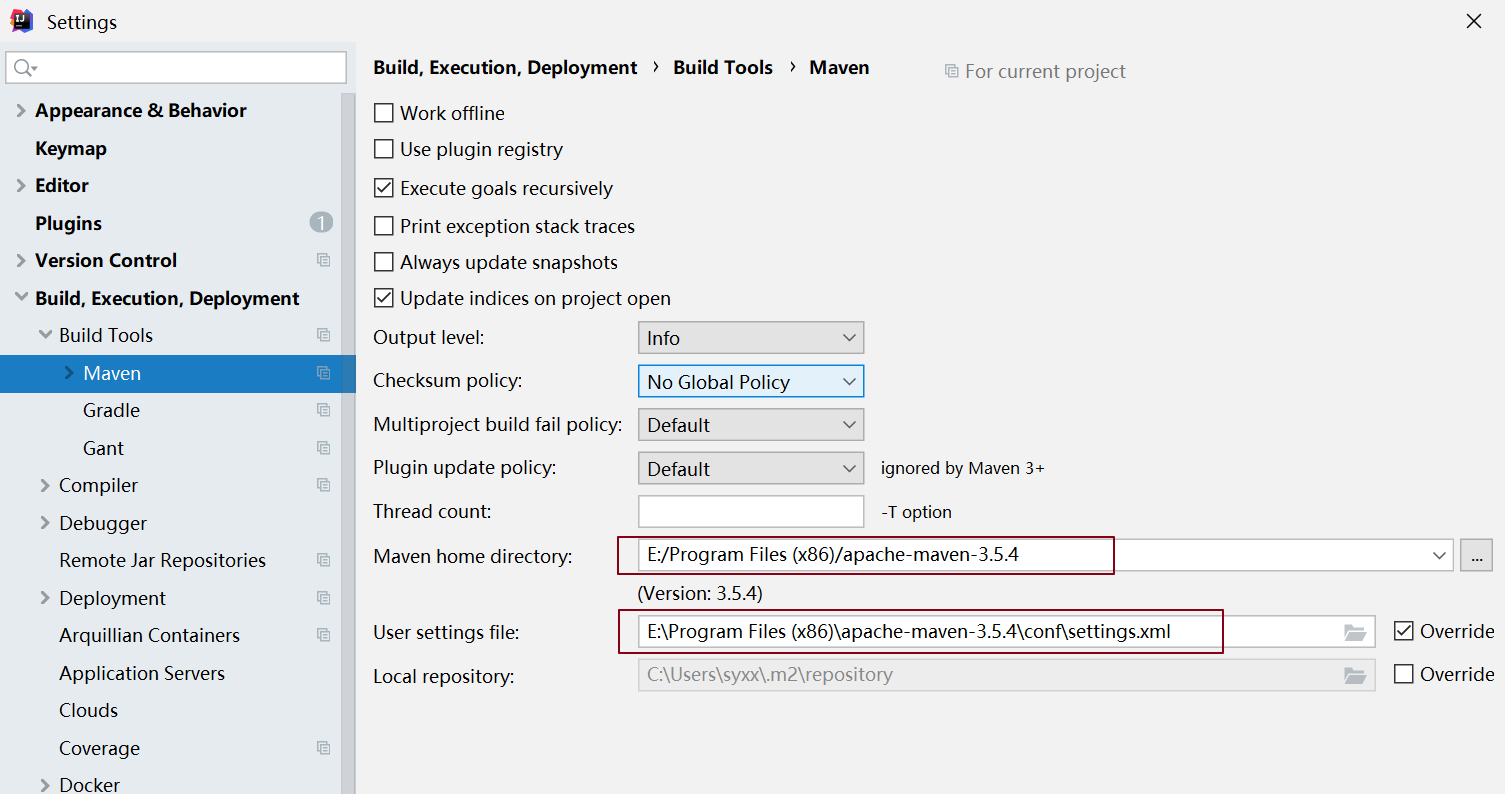 Settings
Appearance & Behavior
Keymap
Editor
Plugins 1
Version Control
Build, Execution, Deployment
Build Tools
Maven
Gradle
Gant
Compiler
Debugger
Remote Jar Repositories
Deployment
Arquillian Containers
Application Servers
Clouds
Coverage
Docker
Build, Execution, Deployment › Build Tools › Maven For current project
Work offline
Use plugin registry
Execute goals recursively
Print exception stack traces
Always update snapshots
Update indices on project open
Output level: Info
Checksum policy: No Global Policy
Multiproject build fail policy: Default
Plugin update policy: Default ignored by Maven 3+
Thread count: -T option
Maven home directory: E:/Program Files (x86)/apache-maven-3.5.4 ...
(Version: 3.5.4)
User settings file: E:\Program Files (x86)\apache-maven-3.5.4\conf\settings.xml Override
Local repository: C:\Users\syxx\.m2\repository Override